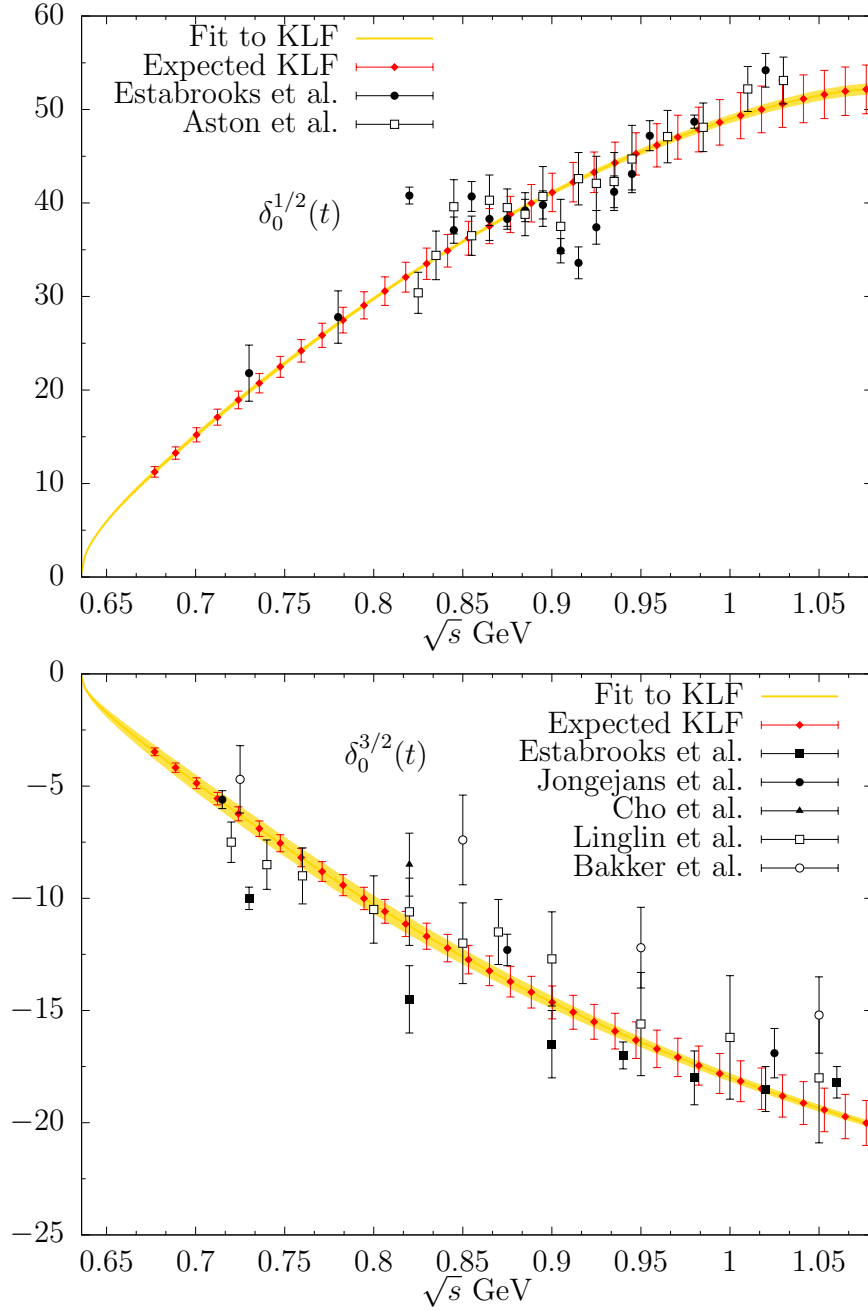 60
50
40
30
20
10
0
Fit to KLF
Expected KLF
Estabrooks et al.
Aston et al.
δ₀^{1/2}(t)
0.65 0.7 0.75 0.8 0.85 0.9 0.95 1 1.05
√s GeV
0
−5
−10
−15
−20
−25
δ₀^{3/2}(t)
Fit to KLF
Expected KLF
Estabrooks et al.
Jongejans et al.
Cho et al.
Linglin et al.
Bakker et al.
0.65 0.7 0.75 0.8 0.85 0.9 0.95 1 1.05
√s GeV